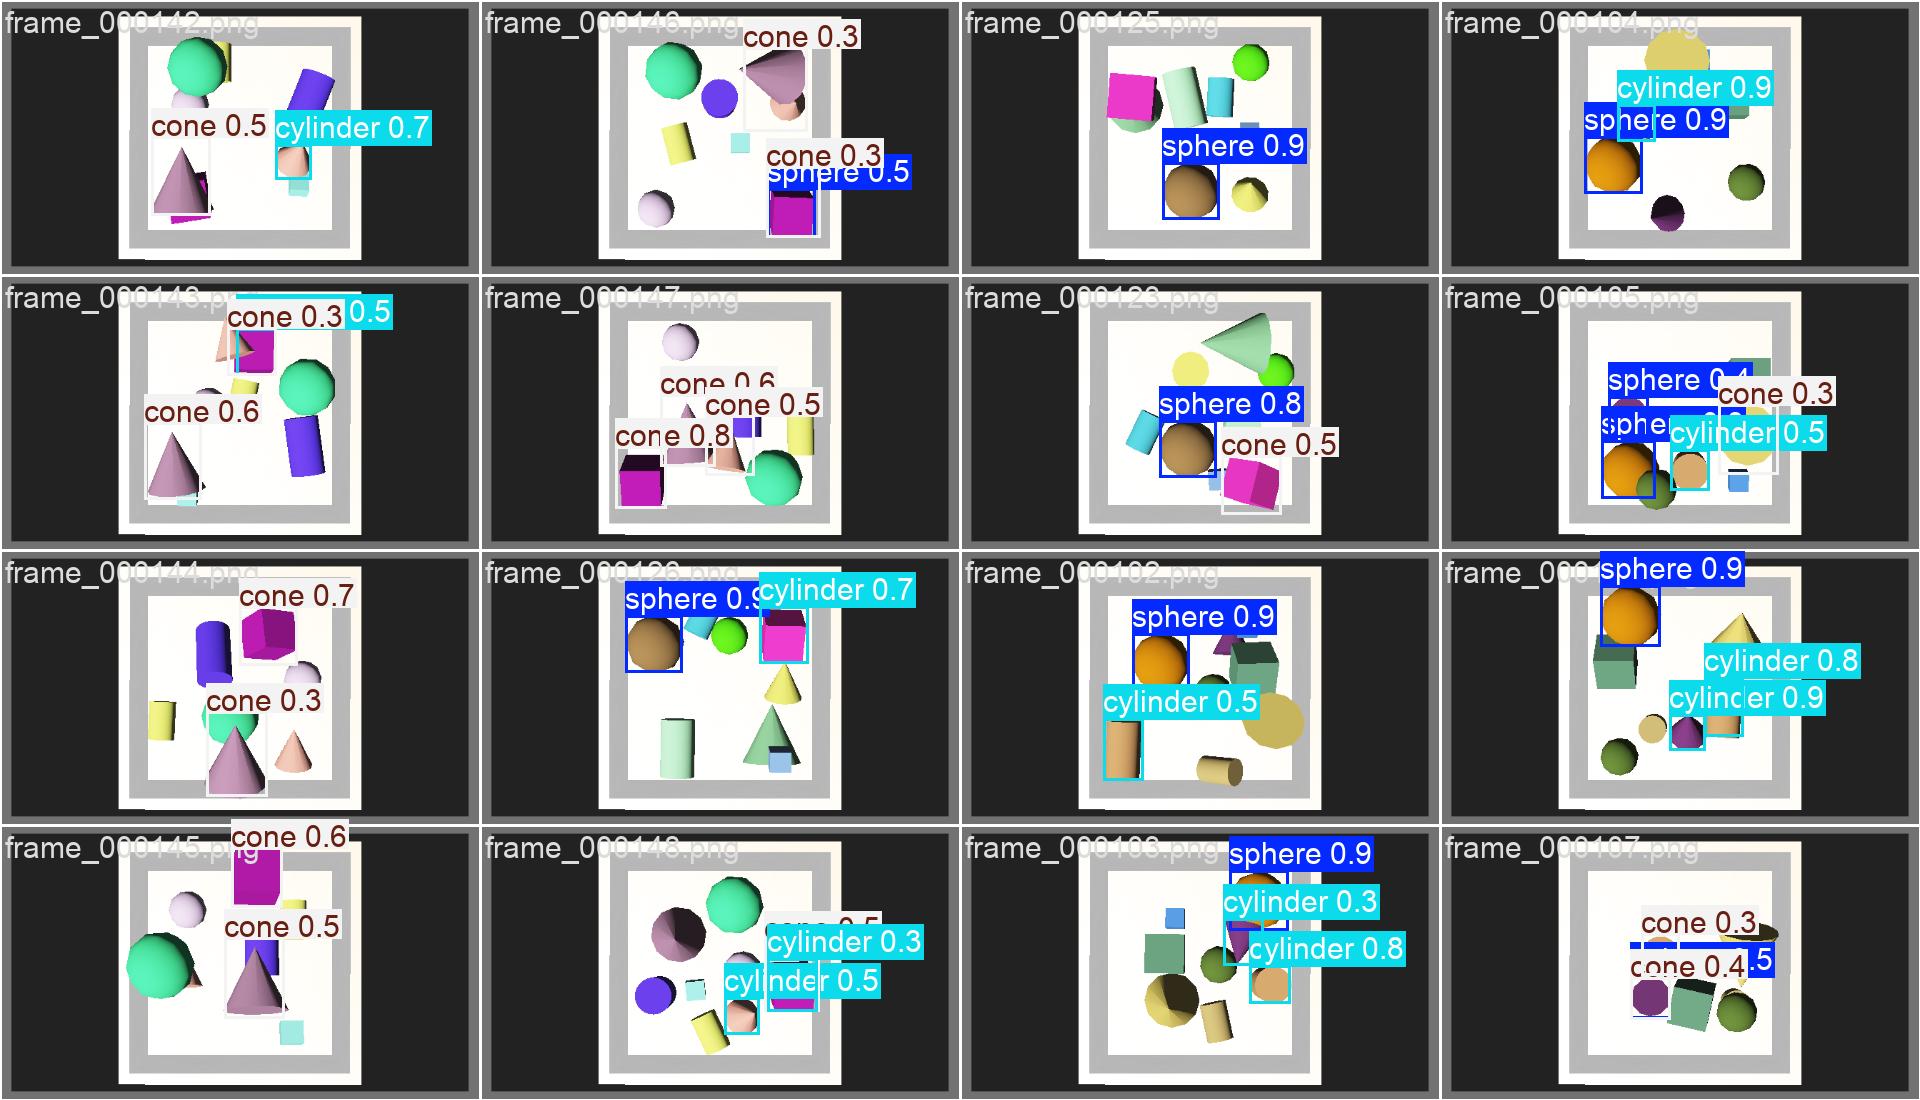 frame_000142.png
cone 0.5
cylinder 0.7
frame_000146.png
cone 0.3
cone 0.3
sphere 0.5
frame_000125.png
sphere 0.9
frame_000104.png
cylinder 0.9
sphere 0.9
frame_000143.png
cone 0.3
0.5
cone 0.6
frame_000147.png
cone 0.6
cone 0.5
cone 0.8
frame_000123.png
sphere 0.8
cone 0.5
frame_000105.png
sphere 0.4
cone 0.3
cylinder 0.5
frame_000144.png
cone 0.7
cone 0.3
frame_000126.png
sphere 0.9
cylinder 0.7
frame_000102.png
sphere 0.9
cylinder 0.5
sphere 0.9
cylinder 0.8
cylinder 0.9
frame_000145.png
cone 0.6
cone 0.5
frame_000148.png
cone 0.5
cylinder 0.3
cylinder 0.5
frame_000103.png
sphere 0.9
cylinder 0.3
cylinder 0.8
frame_000107.png
cone 0.3
.5
cone 0.4